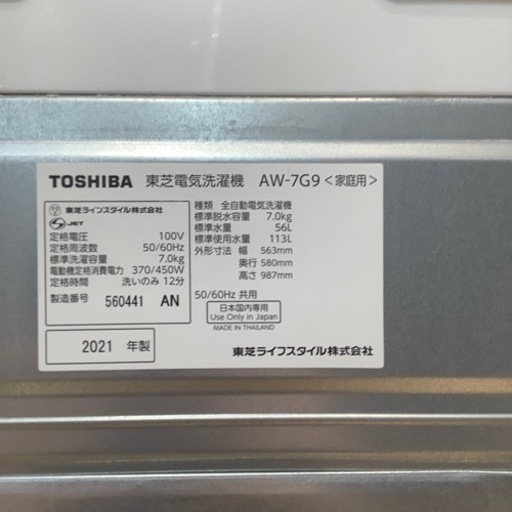 TOSHIBA 東芝電気洗濯機 AW-7G9<家庭用>
東芝ライフスタイル株式会社
JET
定格電圧 100V
定格周波数 50/60Hz
標準洗濯容量 7.0kg
電動機定格消費電力 370/450W
定格時間 洗いのみ 12分
製造番号 560441 AN
2021 年製
種類 全自動電気洗濯機
標準脱水容量 7.0kg
標準水量 56L
標準使用水量 113L
外形寸法 幅 563mm
奥行 580mm
高さ 987mm
50/60Hz 共用
日本国内専用
Use Only in Japan
MADE IN THAILAND
東芝ライフスタイル株式会社